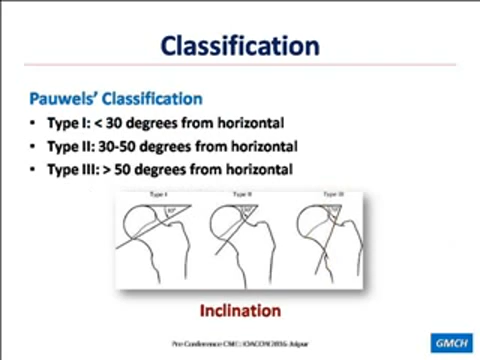 Classification
Pauwels' Classification
• Type I: < 30 degrees from horizontal
• Type II: 30-50 degrees from horizontal
• Type III: > 50 degrees from horizontal
Type I Type II Type III
Inclination
Pre Conference CME: IOACON 2016 Jaipur
GMCH